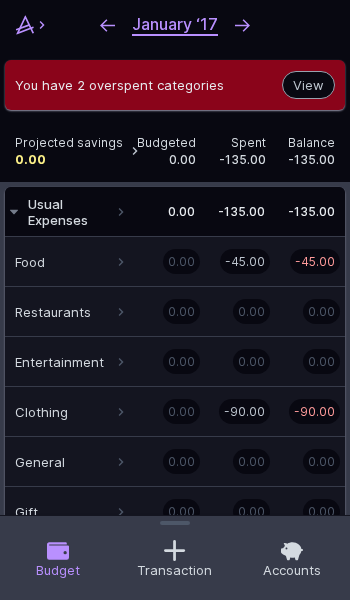 January ‘17
You have 2 overspent categories View
Projected savings Budgeted Spent Balance
0.00 0.00 -135.00 -135.00
Usual Expenses 0.00 -135.00 -135.00
Food 0.00 -45.00 -45.00
Restaurants 0.00 0.00 0.00
Entertainment 0.00 0.00 0.00
Clothing 0.00 -90.00 -90.00
General 0.00 0.00 0.00
Gift 0.00 0.00 0.00
Budget Transaction Accounts